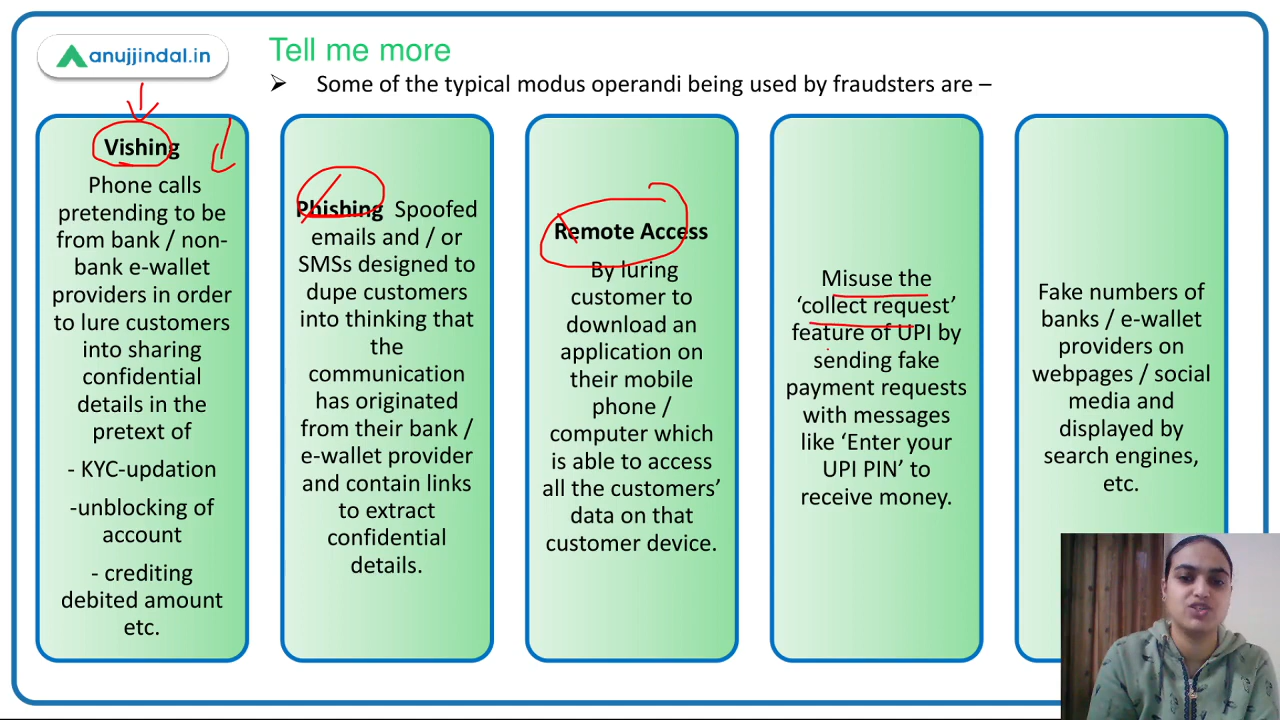 anujjindal.in
Tell me more
➢ Some of the typical modus operandi being used by fraudsters are –
Vishing
Phone calls
pretending to be
from bank / non-
bank e-wallet
providers in order
to lure customers
into sharing
confidential
details in the
pretext of
- KYC-updation
-unblocking of
account
- crediting
debited amount
etc.
Phishing Spoofed
emails and / or
SMSs designed to
dupe customers
into thinking that
the
communication
has originated
from their bank /
e-wallet provider
and contain links
to extract
confidential
details.
Remote Access
By luring
customer to
download an
application on
their mobile
phone /
computer which
is able to access
all the customers’
data on that
customer device.
Misuse the
‘collect request’
feature of UPI by
sending fake
payment requests
with messages
like ‘Enter your
UPI PIN’ to
receive money.
Fake numbers of
banks / e-wallet
providers on
webpages / social
media and
displayed by
search engines,
etc.